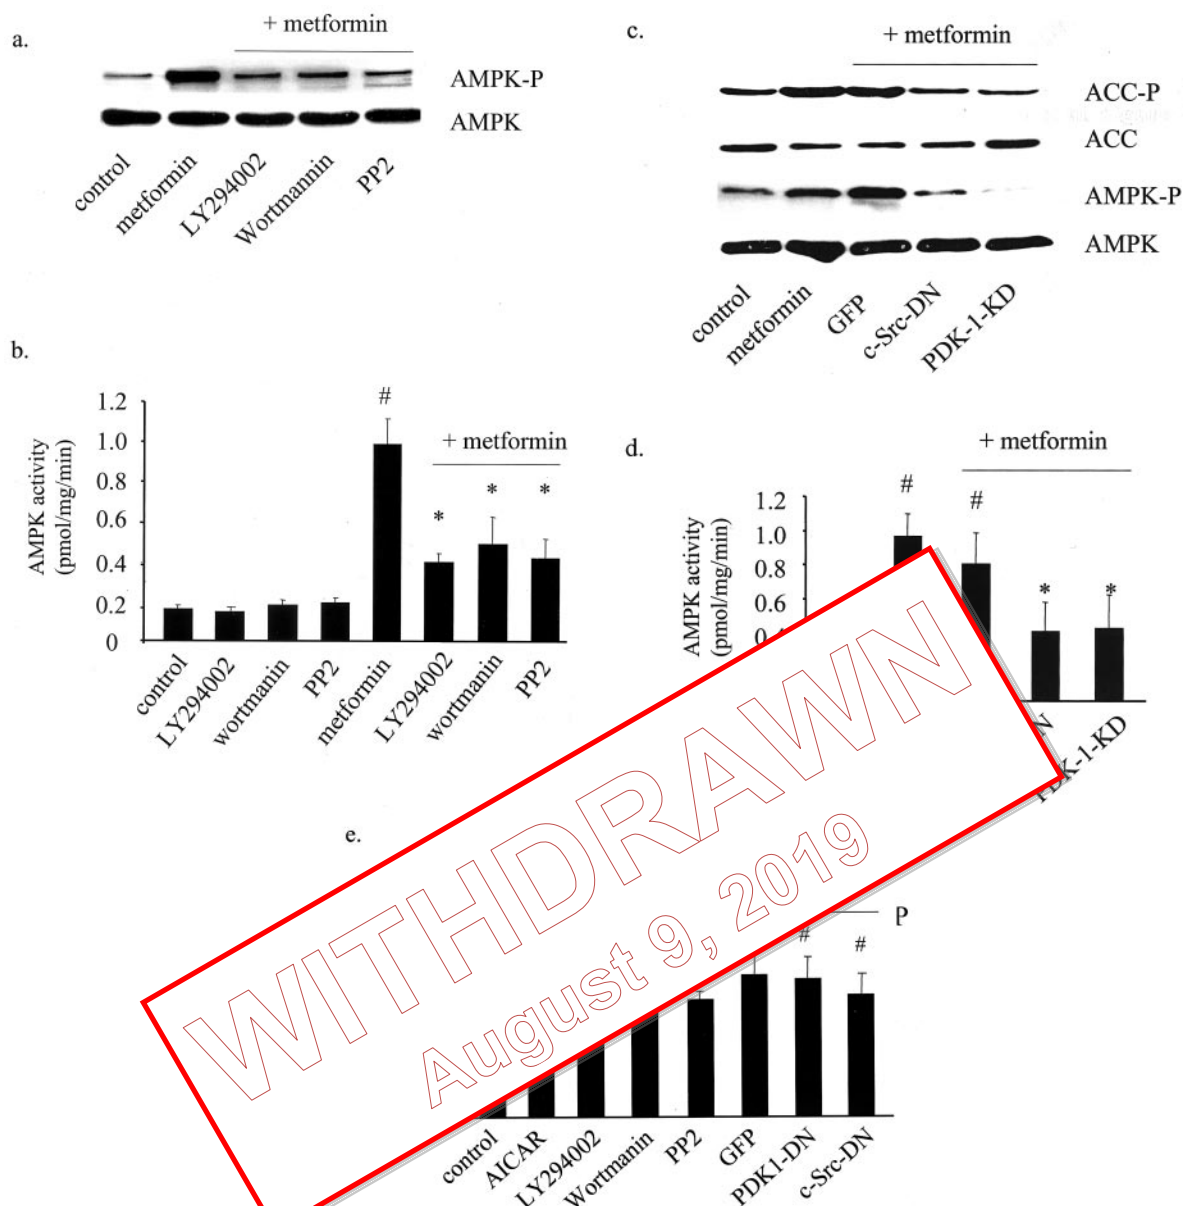 a.
+ metformin
AMPK-P
AMPK
control
metformin
LY294002
Wortmannin
PP2
c.
+ metformin
ACC-P
ACC
AMPK-P
AMPK
control
metformin
GFP
c-Src-DN
PDK-1-KD
b.
AMPK activity
(pmol/mg/min)
1.2
1.0
0.8
0.6
0.4
0.2
0
#
+ metformin
*
*
*
control
LY294002
wortmanin
PP2
metformin
LY294002
wortmanin
PP2
d.
+ metformin
AMPK activity
(pmol/mg/min)
1.2
1.0
0.8
0.6
#
#
*
*
PDK-1-KD
e.
WITHDRAWN
August 9, 2019
#
#
control
AICAR
LY294002
Wortmanin
PP2
GFP
PDK1-DN
c-Src-DN